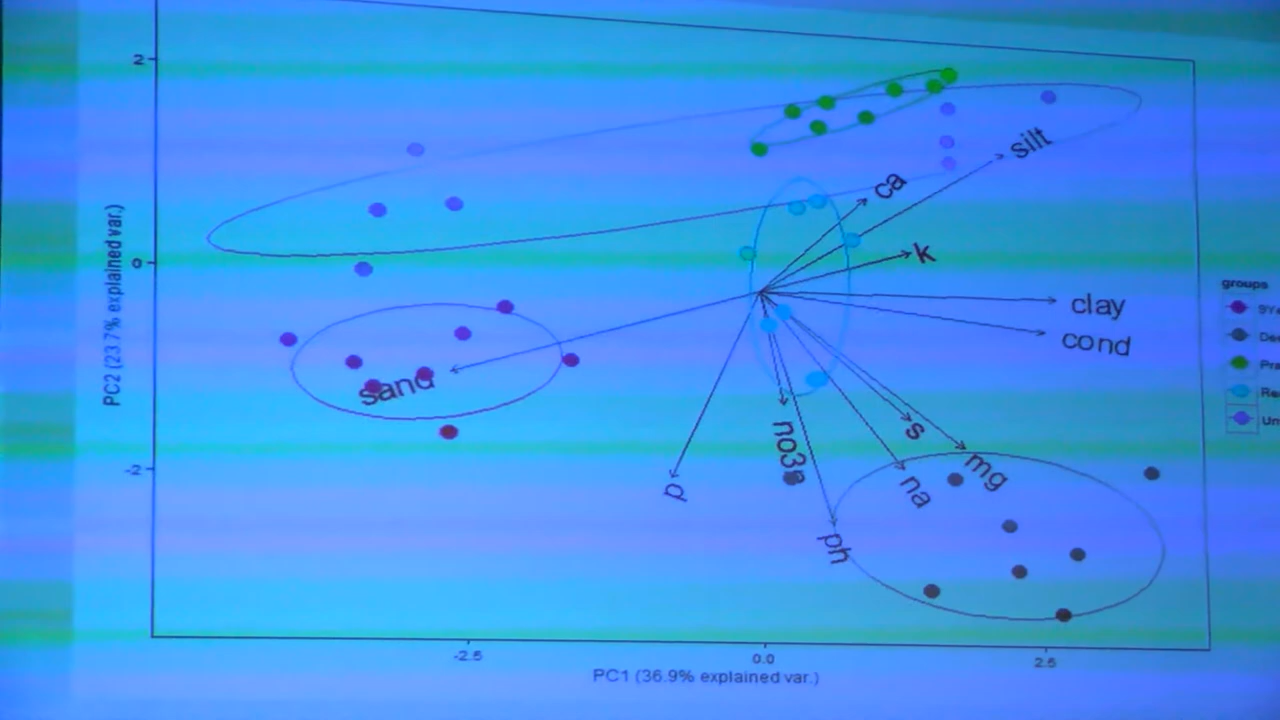 2
0
-2
PC2 (23.7% explained var.)
silt
ca
k
clay
cond
sand
s
mg
na
no3n
p
ph
-2.5
0.0
2.5
PC1 (36.9% explained var.)
groups